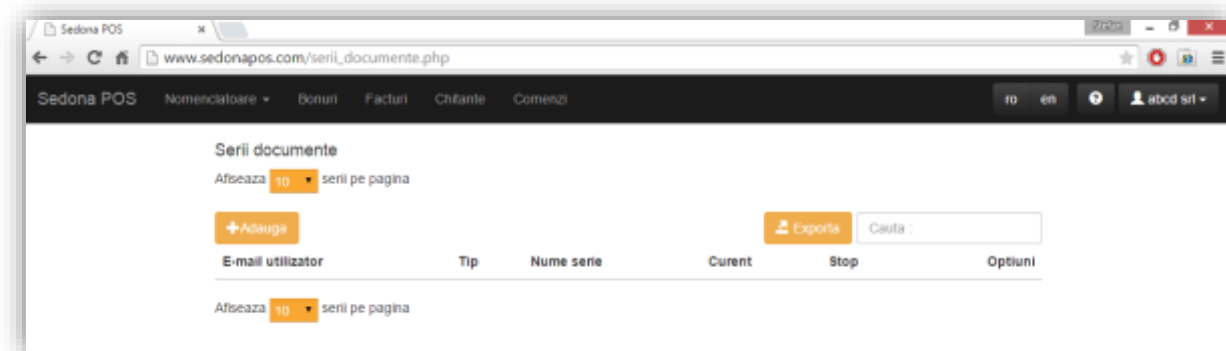 Sedona POS
www.sedonapos.com/serii_documente.php
Sedona POS Nomenclatoare Bonuri Facturi Chitante Comenzi ro en abcd srl
Serii documente
Afiseaza 10 serii pe pagina
Adauga Exporta Cauta :
E-mail utilizator Tip Nume serie Curent Stop Optiuni
Afiseaza 10 serii pe pagina